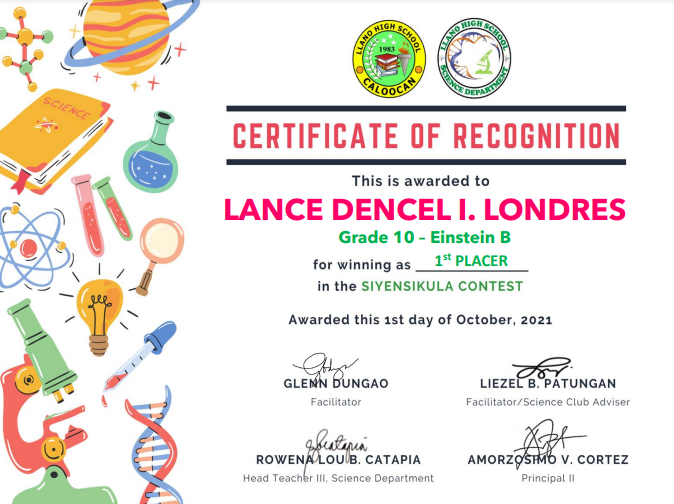 LLANO HIGH SCHOOL
1983
CALOOCAN
LLANO HIGH SCHOOL
SCIENCE DEPARTMENT
SCIENCE
CERTIFICATE OF RECOGNITION
This is awarded to
LANCE DENCEL I. LONDRES
Grade 10 – Einstein B
for winning as 1st PLACER
in the SIYENSIKULA CONTEST
Awarded this 1st day of October, 2021
GLENN DUNGAO
Facilitator
LIEZEL B. PATUNGAN
Facilitator/Science Club Adviser
ROWENA LOU B. CATAPIA
Head Teacher III, Science Department
AMORZOSIMO V. CORTEZ
Principal II